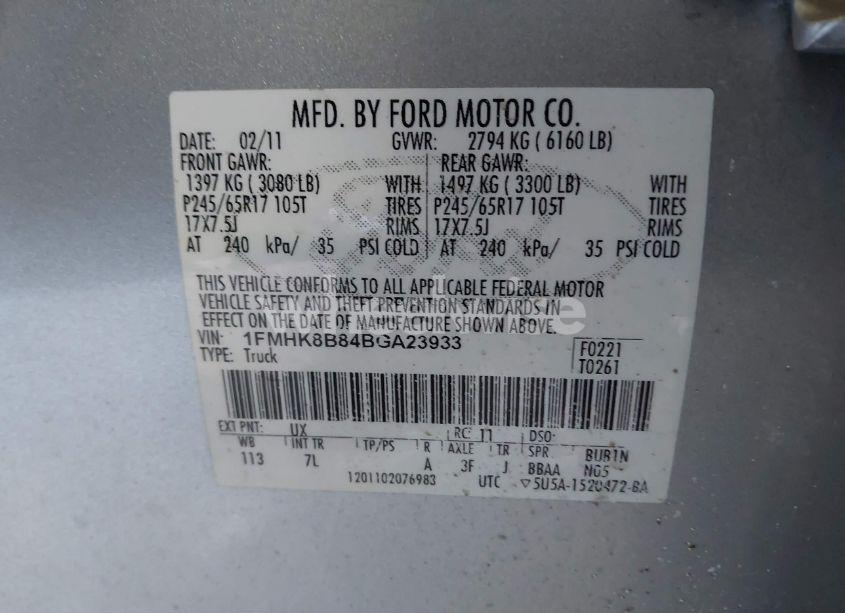 MFD. BY FORD MOTOR CO.
DATE: 02/11 GVWR: 2794 KG ( 6160 LB)
FRONT GAWR: REAR GAWR:
1397 KG ( 3080 LB) WITH 1497 KG ( 3300 LB) WITH
P245/65R17 105T TIRES P245/65R17 105T TIRES
17X7.5J RIMS 17X7.5J RIMS
AT 240 kPa/ 35 PSI COLD AT 240 kPa/ 35 PSI COLD
THIS VEHICLE CONFORMS TO ALL APPLICABLE FEDERAL MOTOR
VEHICLE SAFETY AND THEFT PREVENTION STANDARDS IN
EFFECT ON THE DATE OF MANUFACTURE SHOWN ABOVE.
VIN: 1FMHK8B84BGA23933 F0221
TYPE: Truck T0261
EXT PNT: UX RC: 11 DSO:
WB INT TR TP/PS R AXLE TR SPR BUB1N
113 7L A 3F J BBAA NG5
1201102076983 UTC ▽5U5A-1520472-BA